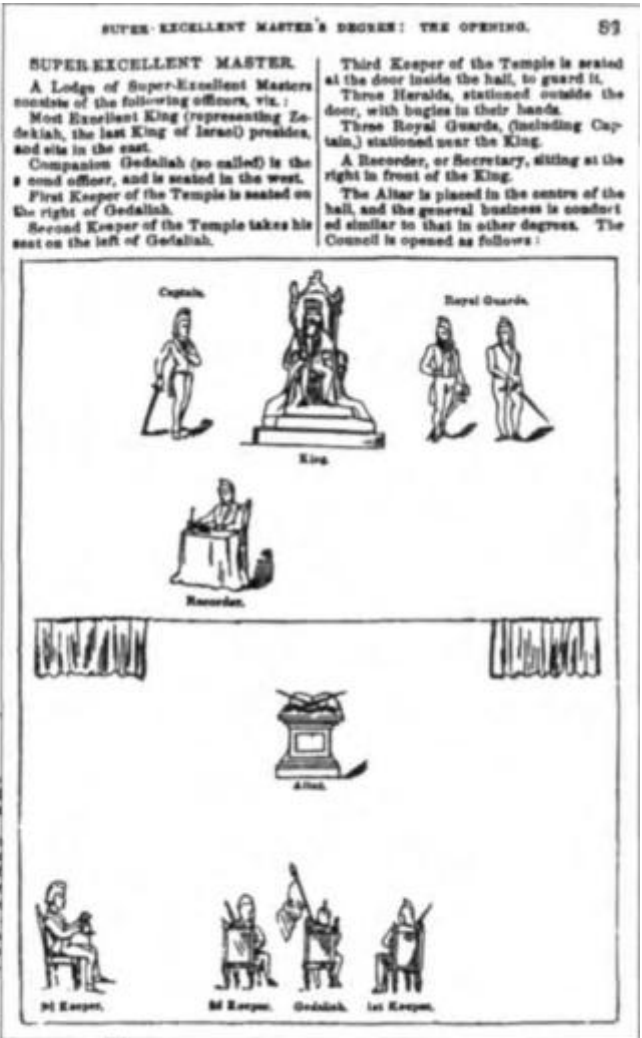 SUPER-EXCELLENT MASTER'S DEGREE: THE OPENING. 
SUPER-EXCELLENT MASTER.
A Lodge of Super-Excellent Masters
consists of the following officers, viz.:
Most Excellent King (representing Ze-
dekiah, the last King of Israel) presides,
and sits in the east.
Companion Gedaliah (so called) is the
s cond officer, and is seated in the west.
First Keeper of the Temple is seated on
the right of Gedaliah.
Second Keeper of the Temple takes his
seat on the left of Gedaliah.
Third Keeper of the Temple is seated
at the door inside the hall, to guard it.
Three Heralds, stationed outside the
door, with bugles in their hands.
Three Royal Guards, (including Cap-
tain,) stationed near the King.
A Recorder, or Secretary, sitting at the
right in front of the King.
The Altar is placed in the centre of the
hall, and the general business is conduct
ed similar to that in other degrees. The
Council is opened as follows:
Captain.
Royal Guards.
King.
Recorder.
Altar.
Keeper.
Keeper.
Gedaliah.
1st Keeper.